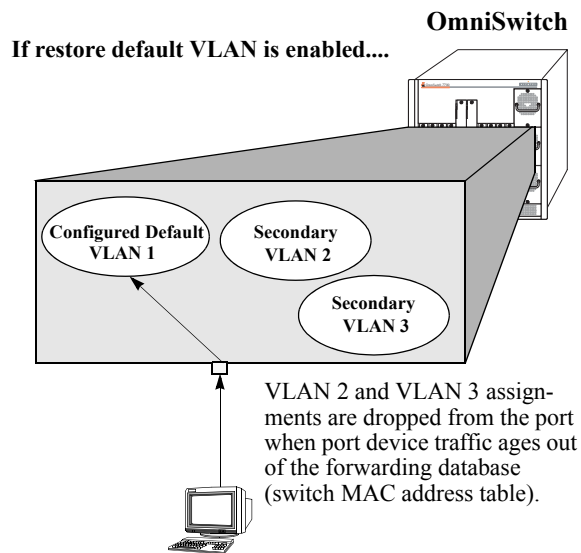 OmniSwitch
If restore default VLAN is enabled....
Configured Default
VLAN 1
Secondary
VLAN 2
Secondary
VLAN 3
VLAN 2 and VLAN 3 assign-
ments are dropped from the port
when port device traffic ages out
of the forwarding database
(switch MAC address table).